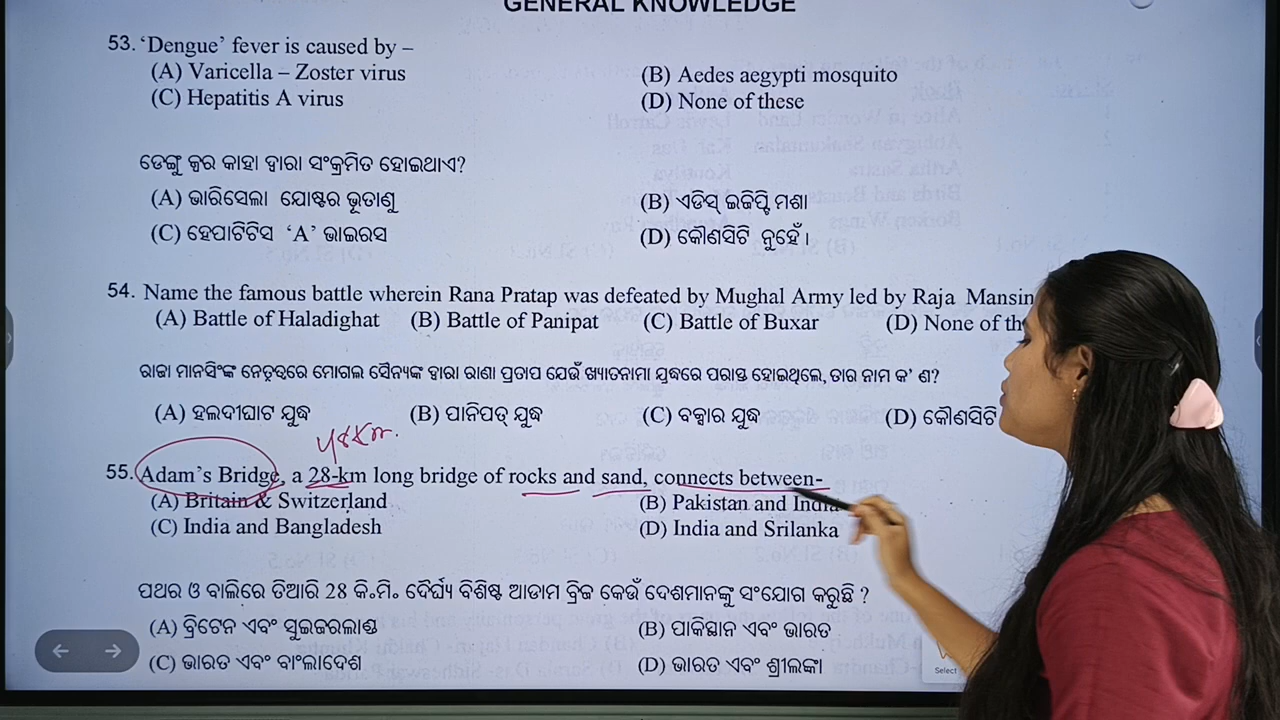 GENERAL KNOWLEDGE
53. ‘Dengue’ fever is caused by –
(A) Varicella – Zoster virus (B) Aedes aegypti mosquito
(C) Hepatitis A virus (D) None of these
ଡେଙ୍ଗୁ ଜ୍ୱର କାହା ଦ୍ୱାରା ସଂକ୍ରମିତ ହୋଇଥାଏ?
(A) ଭାରିସେଲା ଯୋଷ୍ଟର ଭୂତାଣୁ (B) ଏଡିସ୍ ଇଜିପ୍ଟି ମଶା
(C) ହେପାଟିଟିସ ‘A’ ଭାଇରସ (D) କୌଣସିଟି ନୁହେଁ।
54. Name the famous battle wherein Rana Pratap was defeated by Mughal Army led by Raja Mansin
(A) Battle of Haladighat (B) Battle of Panipat (C) Battle of Buxar (D) None of th
ରାଜା ମାନସିଂଙ୍କ ନେତୃତ୍ୱରେ ମୋଗଲ ସୈନ୍ୟଙ୍କ ଦ୍ୱାରା ରାଣା ପ୍ରତାପ ଯେଉଁ ଖ୍ୟାତନାମା ଯୁଦ୍ଧରେ ପରାସ୍ତ ହୋଇଥିଲେ, ତାର ନାମ କ’ ଣ?
(A) ହଳଦୀଘାଟ ଯୁଦ୍ଧ (B) ପାନିପତ୍ ଯୁଦ୍ଧ (C) ବକ୍ସାର ଯୁଦ୍ଧ (D) କୌଣସିଟି
55. Adam’s Bridge, a 28-km long bridge of rocks and sand, connects between-
(A) Britain & Switzerland (B) Pakistan and India
(C) India and Bangladesh (D) India and Srilanka
ପଥର ଓ ବାଲିରେ ତିଆରି 28 କି.ମି. ଦୈର୍ଘ୍ୟ ବିଶିଷ୍ଟ ଆଡାମ ବ୍ରିଜ କେଉଁ ଦେଶମାନଙ୍କୁ ସଂଯୋଗ କରୁଛି ?
(A) ବ୍ରିଟେନ ଏବଂ ସୁଇଜରଲାଣ୍ଡ (B) ପାକିସ୍ଥାନ ଏବଂ ଭାରତ
(C) ଭାରତ ଏବଂ ବାଂଲାଦେଶ (D) ଭାରତ ଏବଂ ଶ୍ରୀଲଙ୍କା
Select